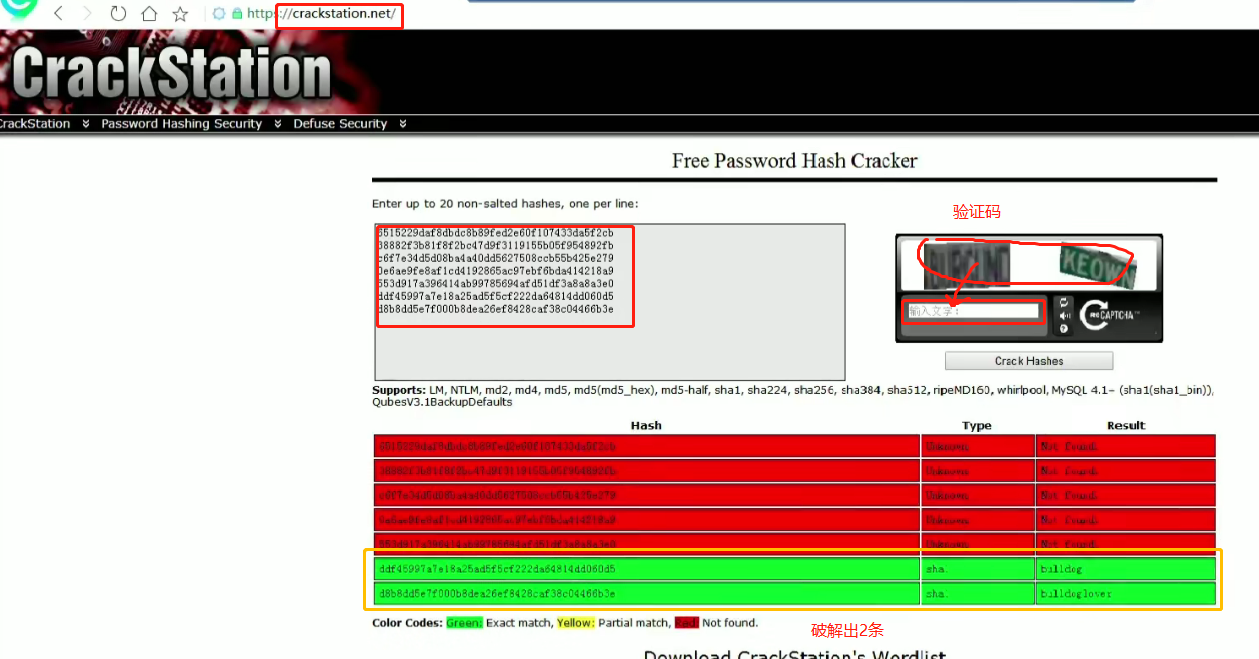 https://crackstation.net/
CrackStation
CrackStation Password Hashing Security Defuse Security
Free Password Hash Cracker
Enter up to 20 non-salted hashes, one per line:
验证码
6515229daf8dbdc8b89fed2e60f107433da5f2cb
38882f3b81f8f2bc47d9f3119155b05f954892fb
c6f7e34d5d08ba4a40dd5627508ccb55b425e279
0e6ae9fe8af1cd4192865ac97ebf6bda414218a9
553d917a396414ab99785694afd51df3a8a8a3e0
ddf45997a7e18a25ad5f5cf222da64814dd060d5
d8b8dd5e7f000b8dea26ef8428caf38c04466b3e
KEOWN
输入文字:
reCAPTCHA™
Crack Hashes
Supports: LM, NTLM, md2, md4, md5, md5(md5_hex), md5-half, sha1, sha224, sha256, sha384, sha512, ripeMD160, whirlpool, MySQL 4.1+ (sha1(sha1_bin)),
QubesV3.1BackupDefaults
Hash Type Result
6515229daf8dbdc8b89fed2e60f107433da5f2cb Unknown Not found.
38882f3b81f8f2bc47d9f3119155b05f954892fb Unknown Not found.
c6f7e34d5d08ba4a40dd5627508ccb55b425e279 Unknown Not found.
0e6ae9fe8af1cd4192865ac97ebf6bda414218a9 Unknown Not found.
553d917a396414ab99785694afd51df3a8a8a3e0 Unknown Not found.
ddf45997a7e18a25ad5f5cf222da64814dd060d5 sha1 bulldog
d8b8dd5e7f000b8dea26ef8428caf38c04466b3e sha1 bulldoglover
Color Codes: Green: Exact match, Yellow: Partial match, Red: Not found.
破解出2条
Download CrackStation's Wordlist